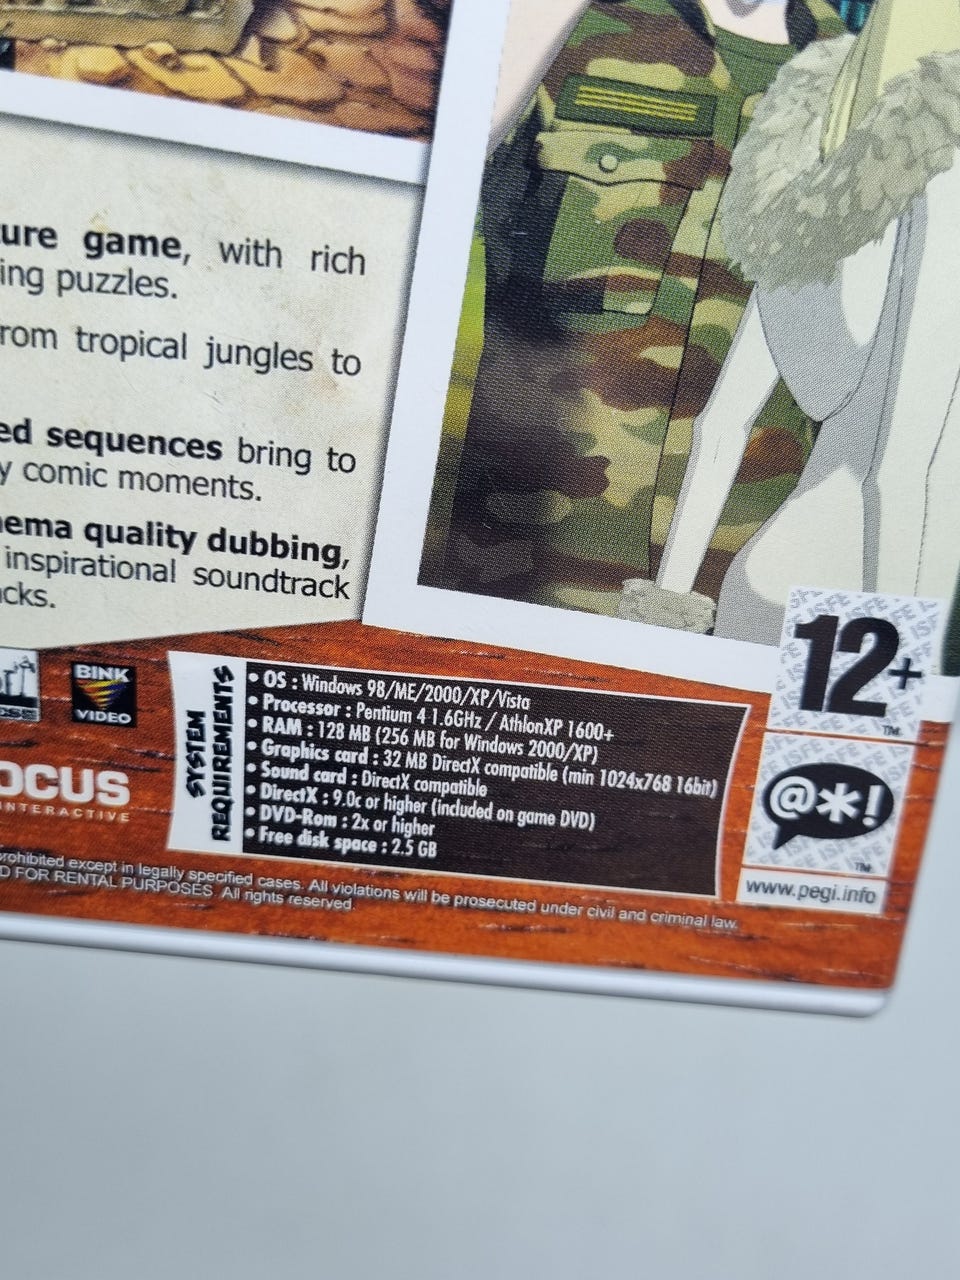 ure game, with rich
ing puzzles.
rom tropical jungles to
ed sequences bring to
y comic moments.
nema quality dubbing,
inspirational soundtrack
cks.
BINK
VIDEO
OCUS
INTERACTIVE
SYSTEM
REQUIREMENTS
• OS : Windows 98/ME/2000/XP/Vista
• Processor : Pentium 4 1.6GHz / AthlonXP 1600+
• RAM : 128 MB (256 MB for Windows 2000/XP)
• Graphics card : 32 MB DirectX compatible (min 1024x768 16bit)
• Sound card : DirectX compatible
• DirectX : 9.0c or higher (included on game DVD)
• DVD-Rom : 2x or higher
• Free disk space : 2.5 GB
12+
TM
@*!
TM
www.pegi.info
rohibited except in legally specified cases. All violations will be prosecuted under civil and criminal law.
D FOR RENTAL PURPOSES. All rights reserved.